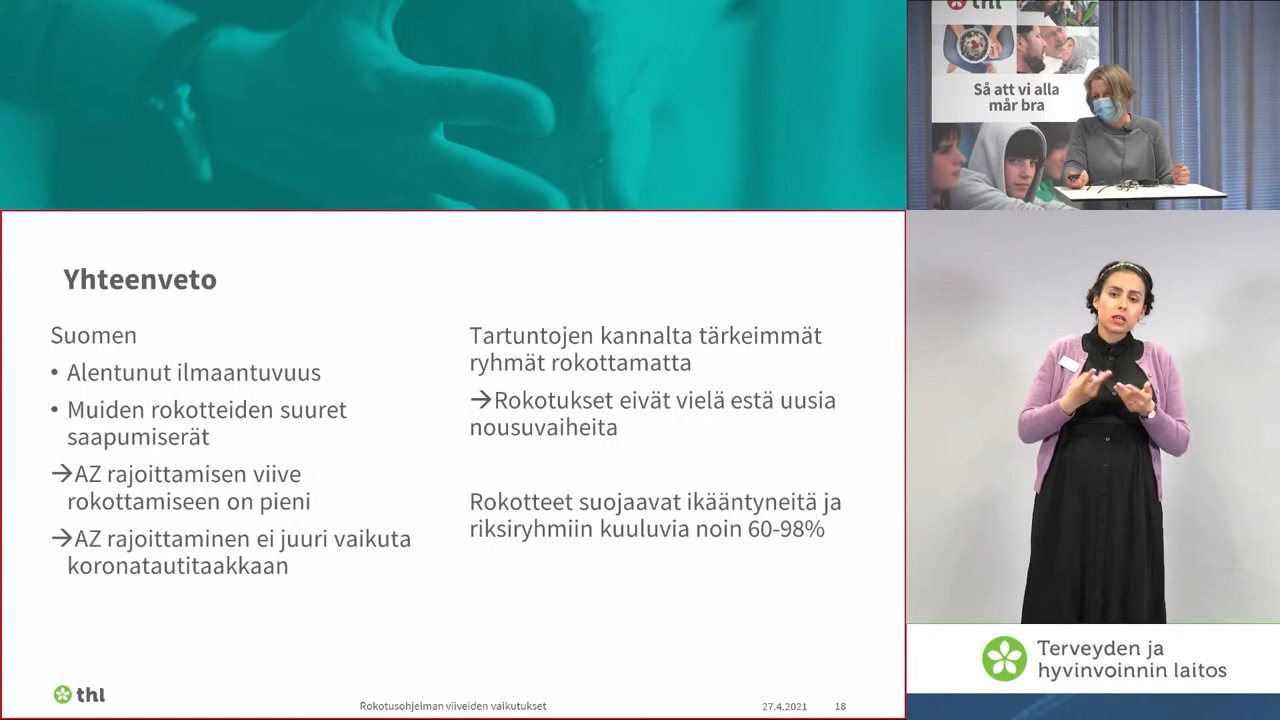 thl
Så att vi alla
mår bra
Yhteenveto
Suomen
• Alentunut ilmaantuvuus
• Muiden rokotteiden suuret
saapumiserät
→AZ rajoittamisen viive
rokottamiseen on pieni
→AZ rajoittaminen ei juuri vaikuta
koronatautitaakkaan
Tartuntojen kannalta tärkeimmät
ryhmät rokottamatta
→Rokotukset eivät vielä estä uusia
nousuvaiheita
Rokotteet suojaavat ikääntyneitä ja
riksiryhmiin kuuluvia noin 60-98%
thl
Rokotusohjelman viiveiden vaikutukset
27.4.2021
18
Terveyden ja
hyvinvoinnin laitos